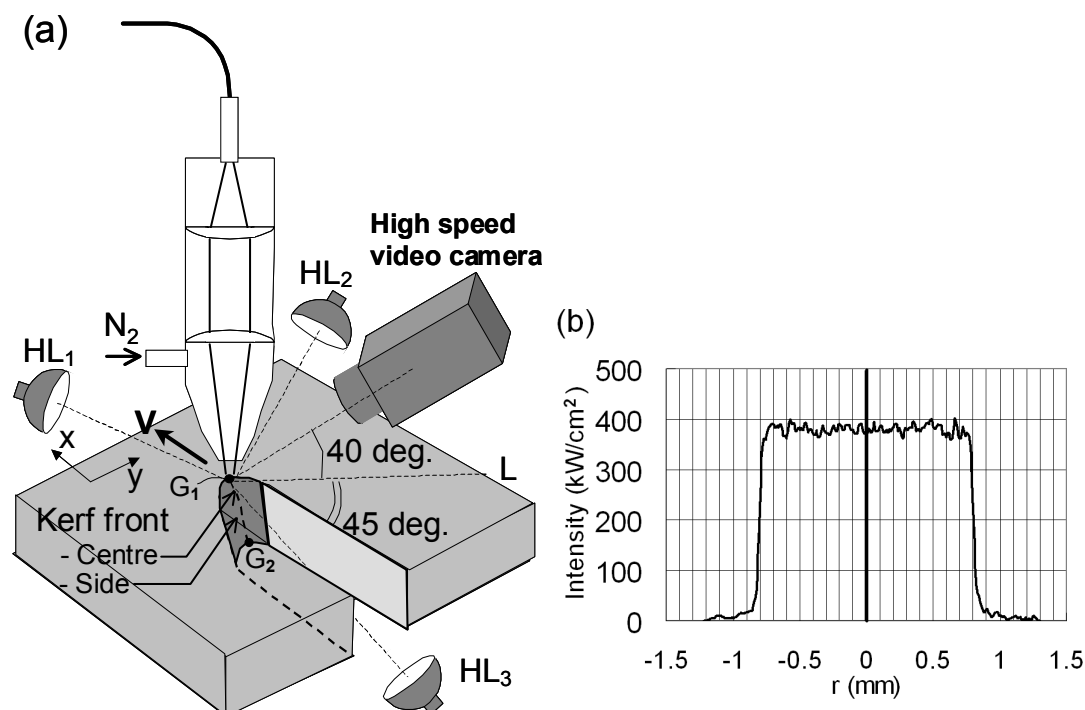 (a)
High speed
video camera
HL₂
N₂
HL₁
V
x
y
40 deg.
L
G₁
45 deg.
Kerf front
- Centre
- Side
G₂
HL₃
(b)
Intensity (kW/cm²)
500
400
300
200
100
0
-1.5 -1 -0.5 0 0.5 1 1.5
r (mm)